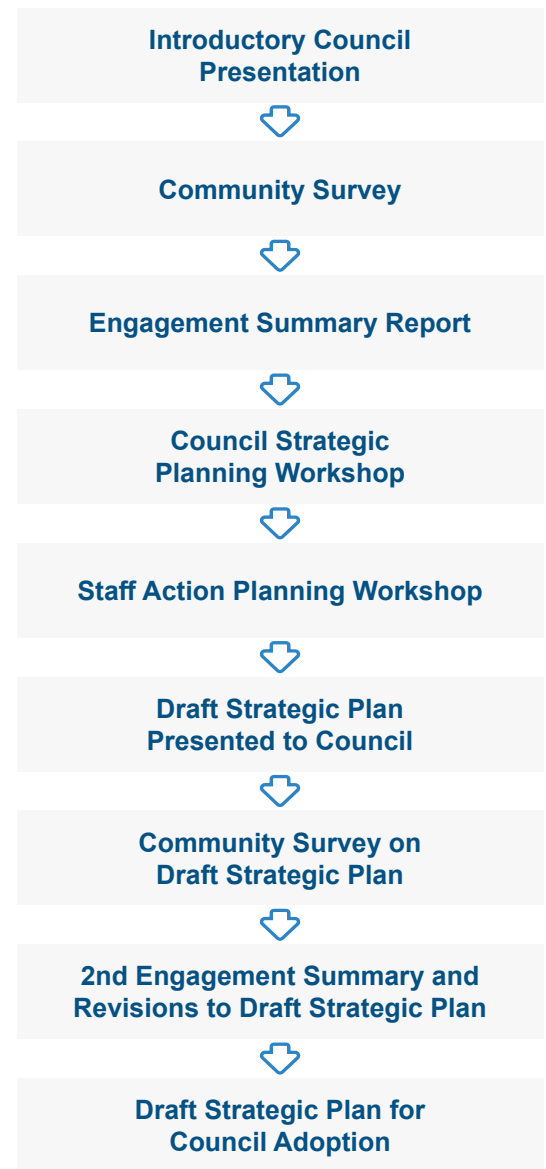 Introductory Council
Presentation
Community Survey
Engagement Summary Report
Council Strategic
Planning Workshop
Staff Action Planning Workshop
Draft Strategic Plan
Presented to Council
Community Survey on
Draft Strategic Plan
2nd Engagement Summary and
Revisions to Draft Strategic Plan
Draft Strategic Plan for
Council Adoption